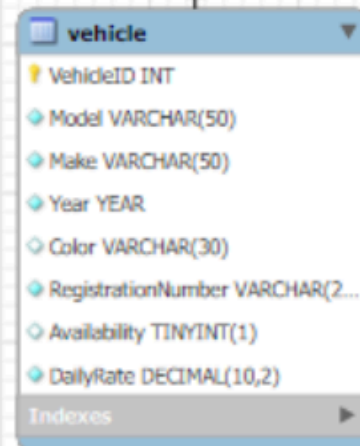 vehicle
VehicleID INT
Model VARCHAR(50)
Make VARCHAR(50)
Year YEAR
Color VARCHAR(30)
RegistrationNumber VARCHAR(2...
Availability TINYINT(1)
DailyRate DECIMAL(10,2)
Indexes